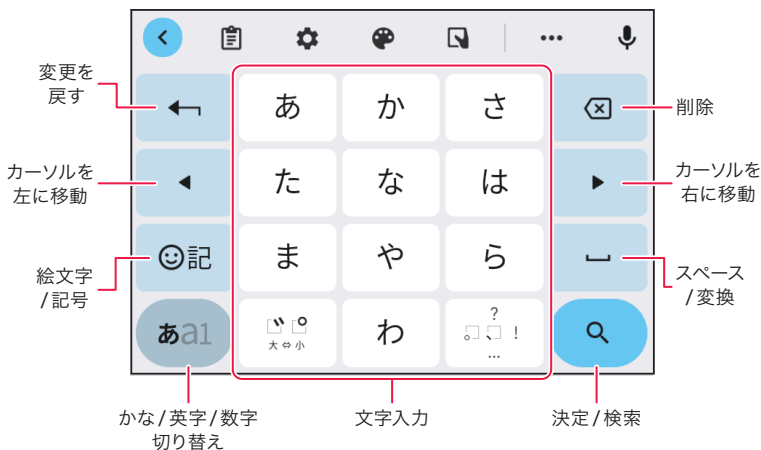 変更を
戻す
あ
か
さ
削除
カーソルを
左に移動
た
な
は
カーソルを
右に移動
絵文字
/記号
記
ま
や
ら
スペース
/変換
あa1
゛゜
大⇔小
わ
?
。、!
…
かな/英字/数字
切り替え
文字入力
決定/検索